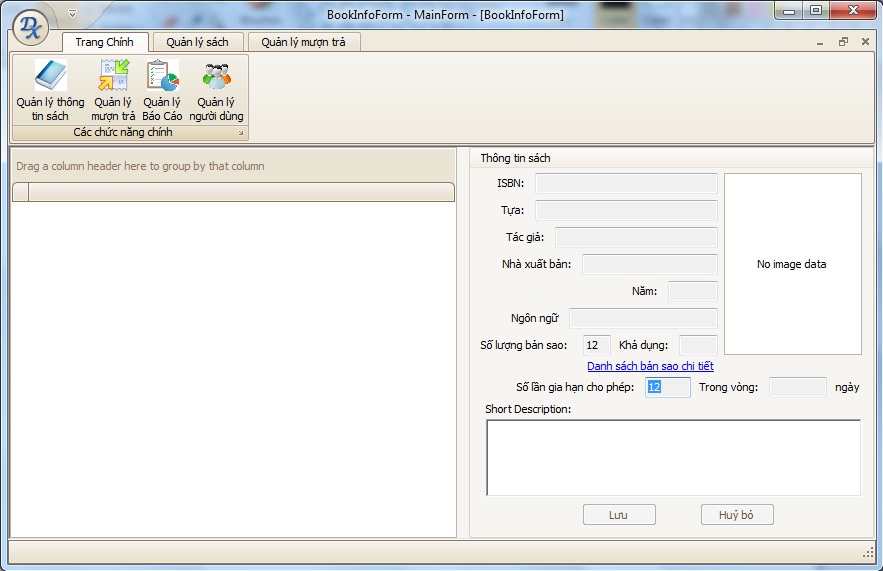 BookInfoForm - MainForm - [BookInfoForm]
DX
Trang Chính Quản lý sách Quản lý mượn trả
Quản lý thông tin sách
Quản lý mượn trả
Quản lý Báo Cáo
Quản lý người dùng
Các chức năng chính
Drag a column header here to group by that column
Thông tin sách
ISBN:
Tựa:
Tác giả:
Nhà xuất bản:
Năm:
Ngôn ngữ
Số lượng bản sao: 12 Khả dụng:
No image data
Danh sách bản sao chi tiết
Số lần gia hạn cho phép: 12 Trong vòng: ngày
Short Description:
Lưu Huỷ bỏ